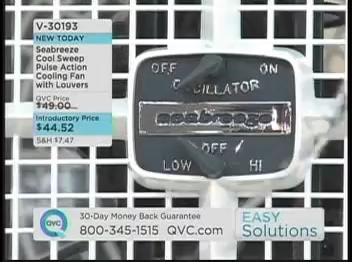 V-30193
NEW TODAY
Seabreeze
Cool Sweep
Pulse Action
Cooling Fan
with Louvers
QVC Price
$49.00
Introductory Price
$44.52
S&H $7.47
OFF ON
OSCILLATOR
seabreeze
OFF
LOW HI
QVC
30-Day Money Back Guarantee
800-345-1515 QVC.com
EASY
Solutions